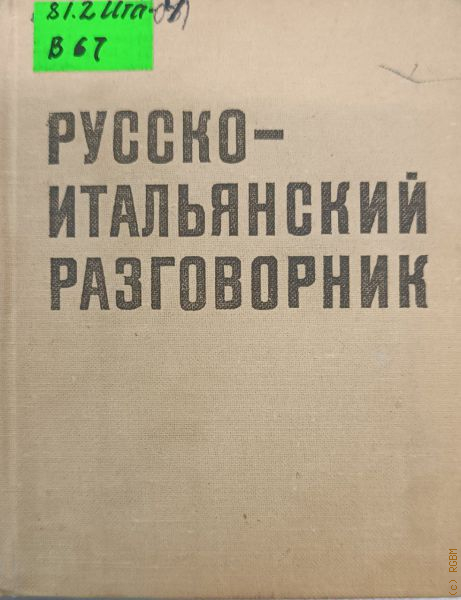 81.2 Ита-
В 67
РУССКО-
ИТАЛЬЯНСКИЙ
РАЗГОВОРНИК
(c) RGBM